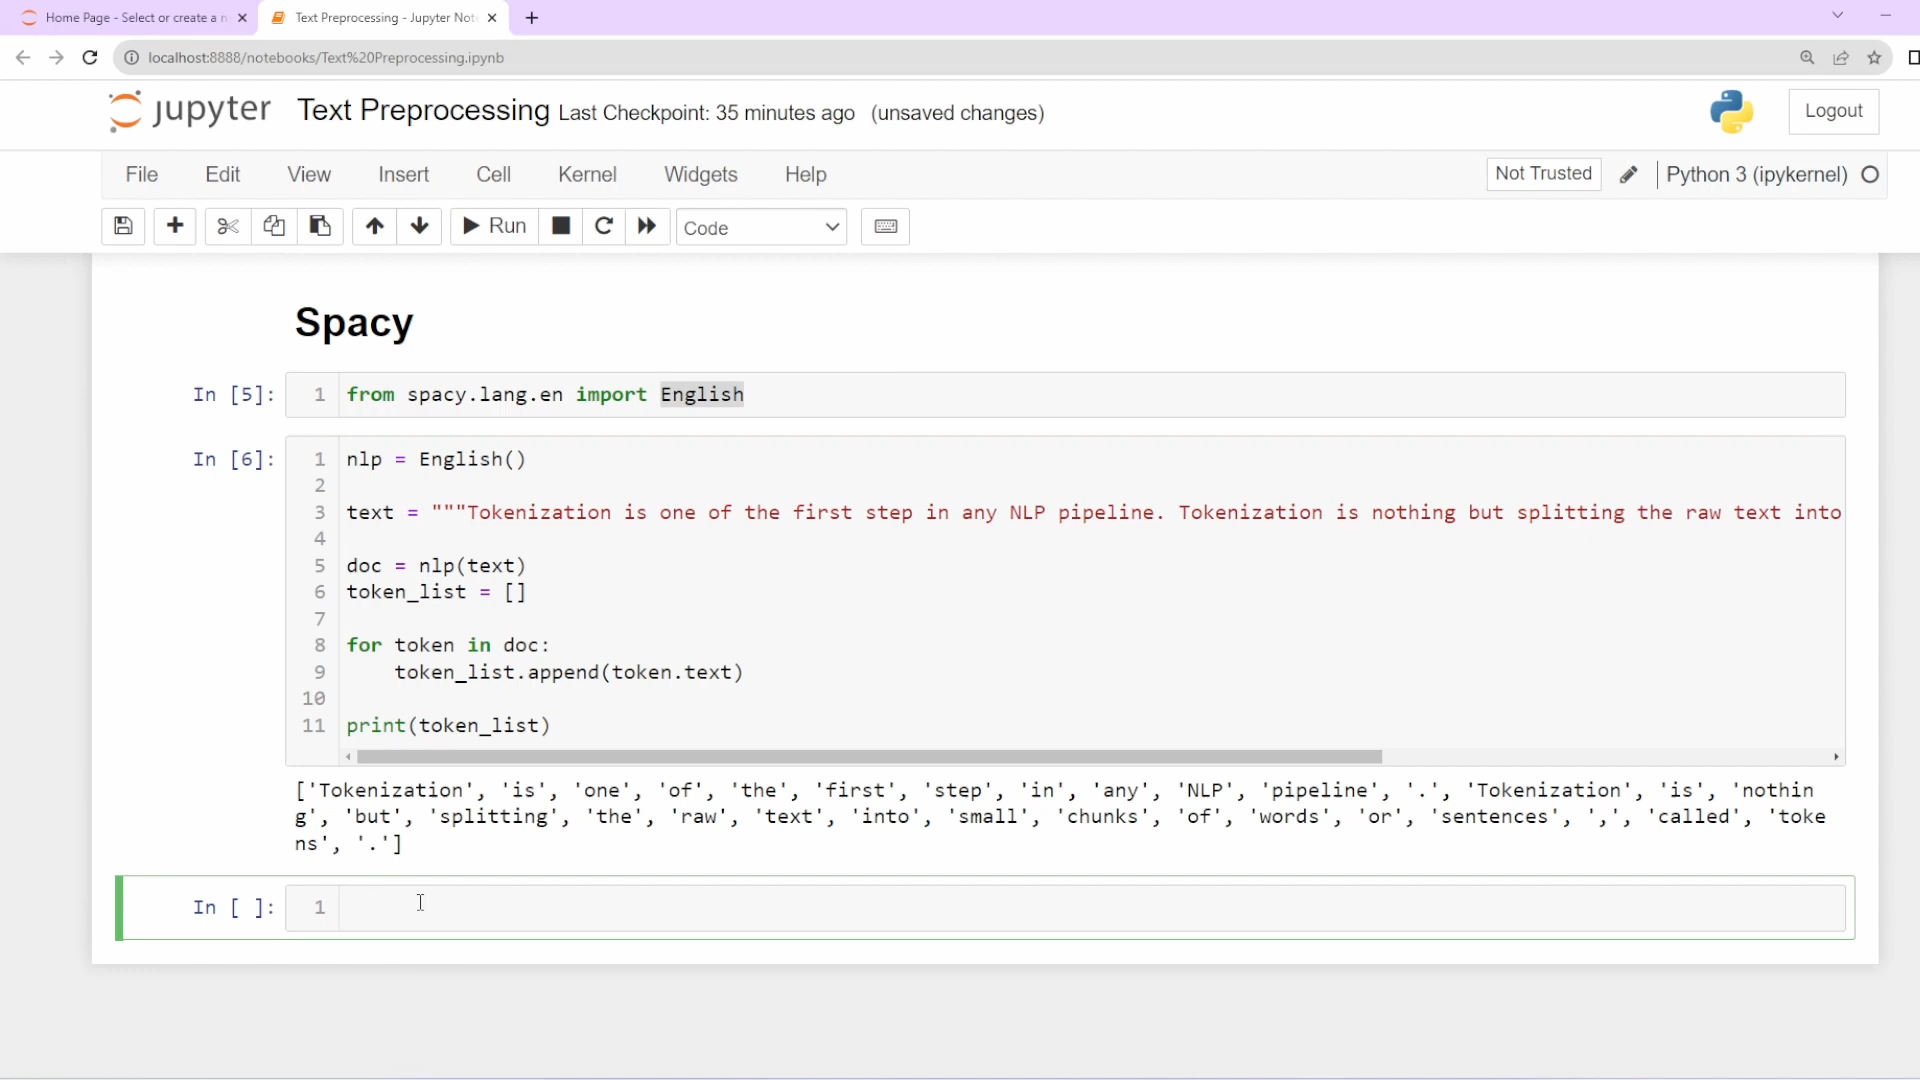 Home Page - Select or create a n
Text Preprocessing - Jupyter Not
localhost:8888/notebooks/Text%20Preprocessing.ipynb
jupyter Text Preprocessing Last Checkpoint: 35 minutes ago (unsaved changes)
Logout
File Edit View Insert Cell Kernel Widgets Help
Not Trusted
Python 3 (ipykernel)
Run
Code
Spacy
In [5]: 1 from spacy.lang.en import English
In [6]: 1 nlp = English()
2
3 text = """Tokenization is one of the first step in any NLP pipeline. Tokenization is nothing but splitting the raw text into
4
5 doc = nlp(text)
6 token_list = []
7
8 for token in doc:
9     token_list.append(token.text)
10
11 print(token_list)
['Tokenization', 'is', 'one', 'of', 'the', 'first', 'step', 'in', 'any', 'NLP', 'pipeline', '.', 'Tokenization', 'is', 'nothin
g', 'but', 'splitting', 'the', 'raw', 'text', 'into', 'small', 'chunks', 'of', 'words', 'or', 'sentences', ',', 'called', 'toke
ns', '.']
In [ ]: 1